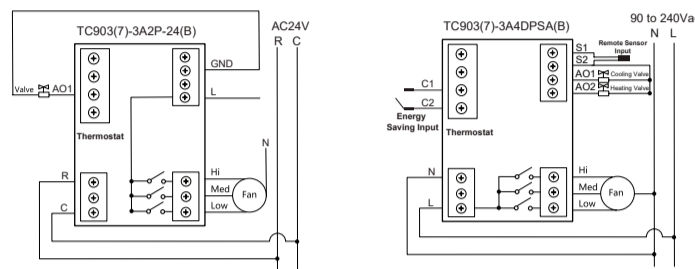 TC903(7)-3A2P-24(B)
AC24V
R C
GND
Valve AO1
L
Thermostat
N
R
C
Hi
Med
Low
Fan
TC903(7)-3A4DPSA(B)
90 to 240Va
N L
S1
S2
Remote Sensor
Input
AO1 Cooling Valve
AO2 Heating Valve
C1
C2
Energy
Saving Input
Thermostat
N
L
Hi
Med
Low
Fan